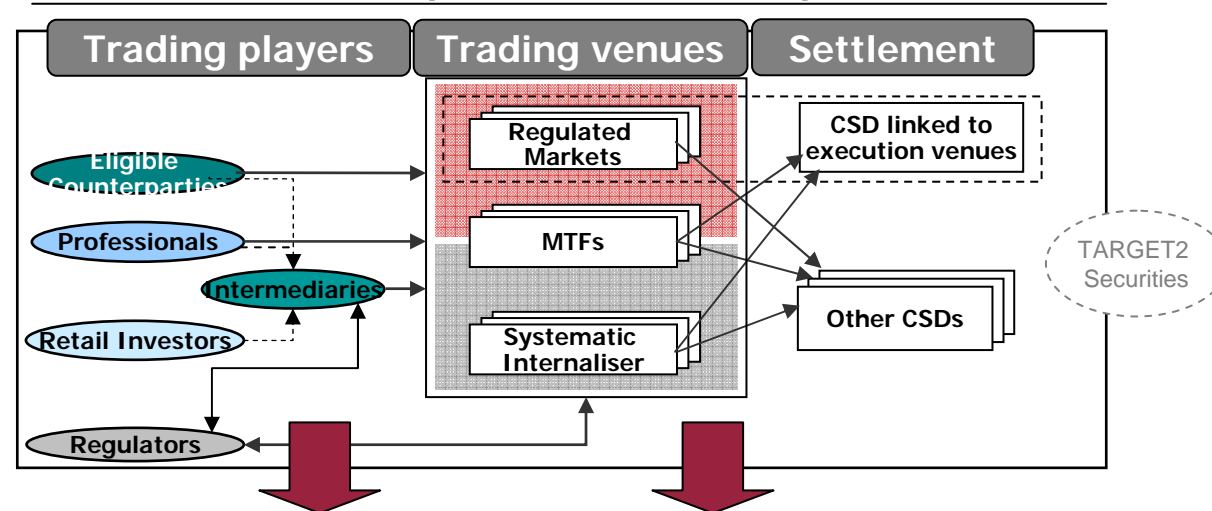 Trading players
Trading venues
Settlement
Regulated
Markets
CSD linked to
execution venues
Eligible
Counterparties
Professionals
MTFs
Intermediaries
TARGET2
Securities
Other CSDs
Retail Investors
Systematic
Internaliser
Regulators